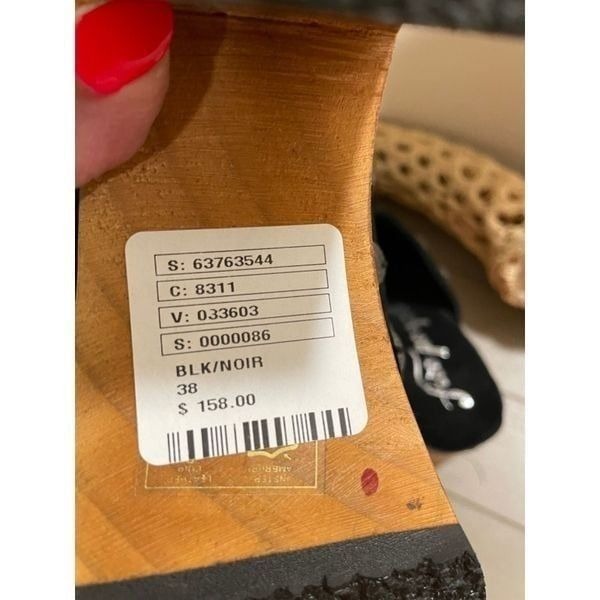 S: 63763544
C: 8311
V: 033603
S: 0000086
BLK/NOIR
38
$ 158.00